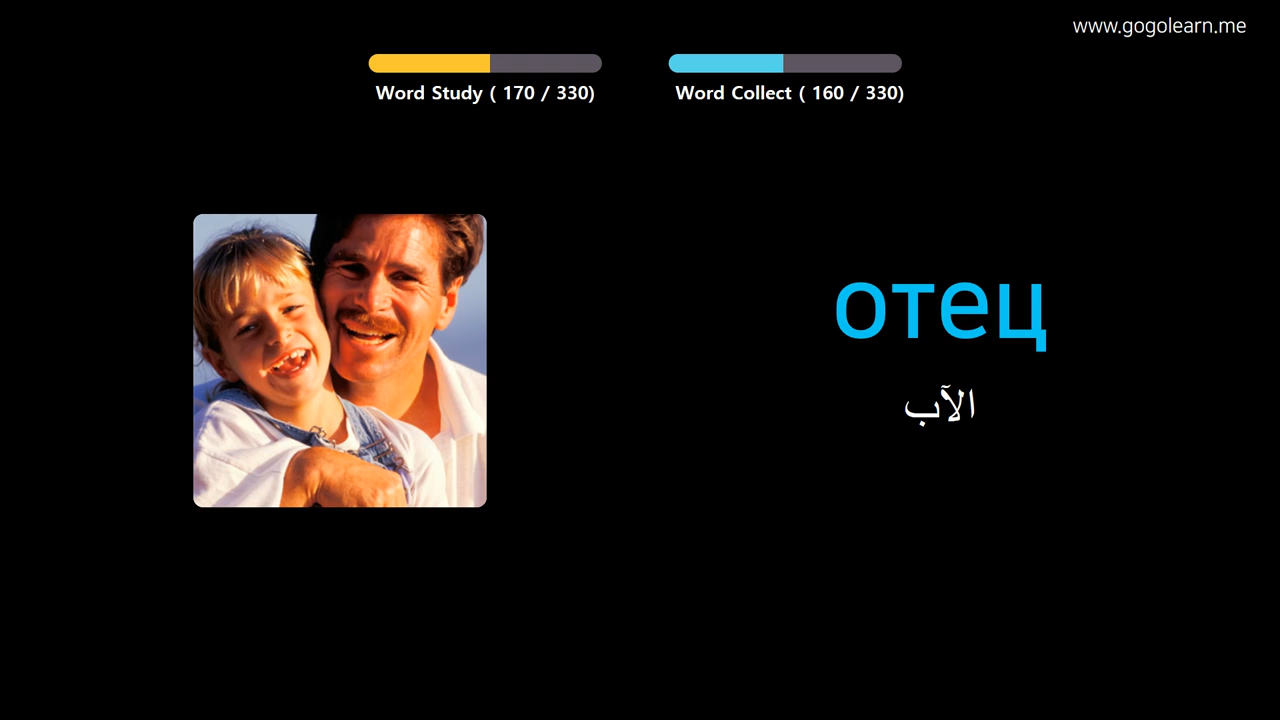 www.gogolearn.me
Word Study ( 170 / 330)
Word Collect ( 160 / 330)
отец
الآب